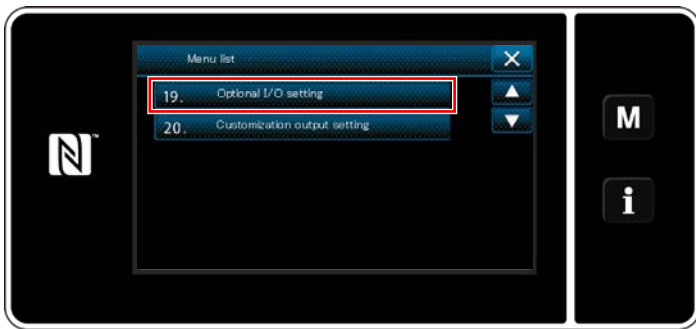 Menu list
19. Optional I/O setting
20. Customization output setting
M
i